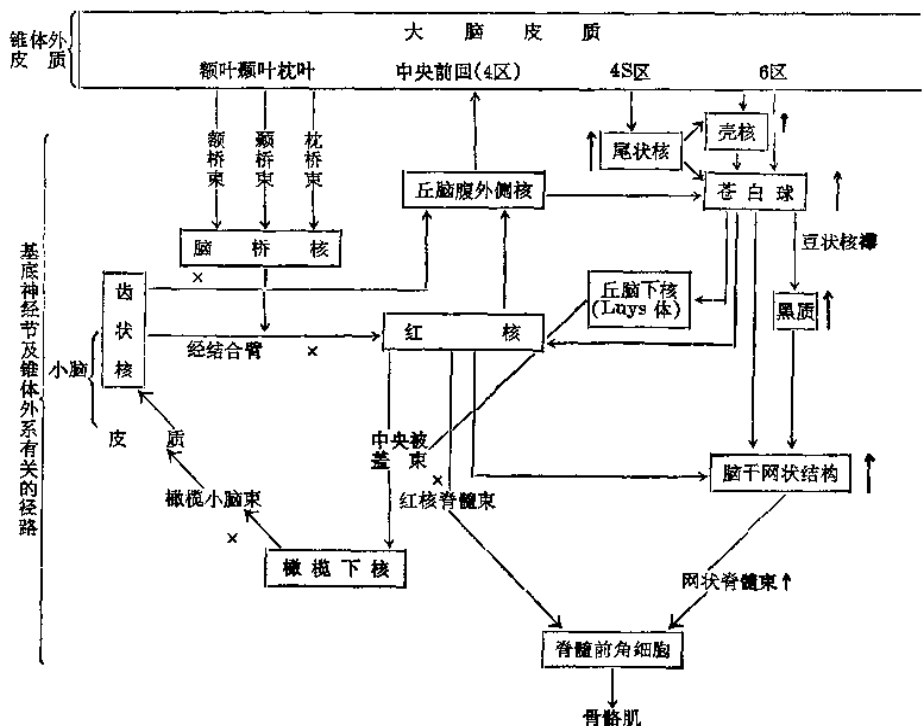 锥体外
皮 质
大 脑 皮 质
额叶颞叶枕叶
中央前回(4区)
4S区
6区
额桥束
颞桥束
枕桥束
尾状核
↑
壳核
↑
丘脑腹外侧核
苍 白 球
↑
脑 桥 核
×
豆状核襻
基底神经节及锥体外系有关的径路
齿状核
丘脑下核
(Luys 体)
黑质
↑
红 核
小脑
经结合臂
×
皮 质
中央被
盖 束
×
脑干网状结构
↑
橄榄小脑束
×
红核脊髓束
橄 榄 下 核
网状脊髓束↑
脊髓前角细胞
骨骼肌